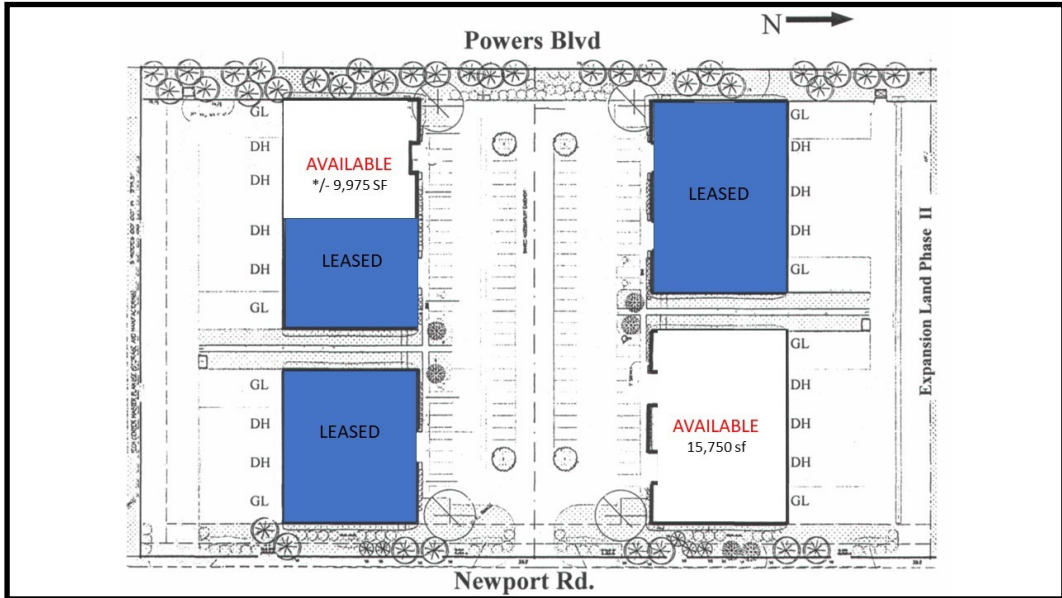 N
Powers Blvd
GL
DH
DH
DH
DH
GL
AVAILABLE
*/- 9,975 SF
LEASED
LEASED
GL
DH
DH
DH
GL
Expansion Land Phase II
GL
DH
DH
GL
LEASED
GL
DH
DH
GL
AVAILABLE
15,750 sf
Newport Rd.